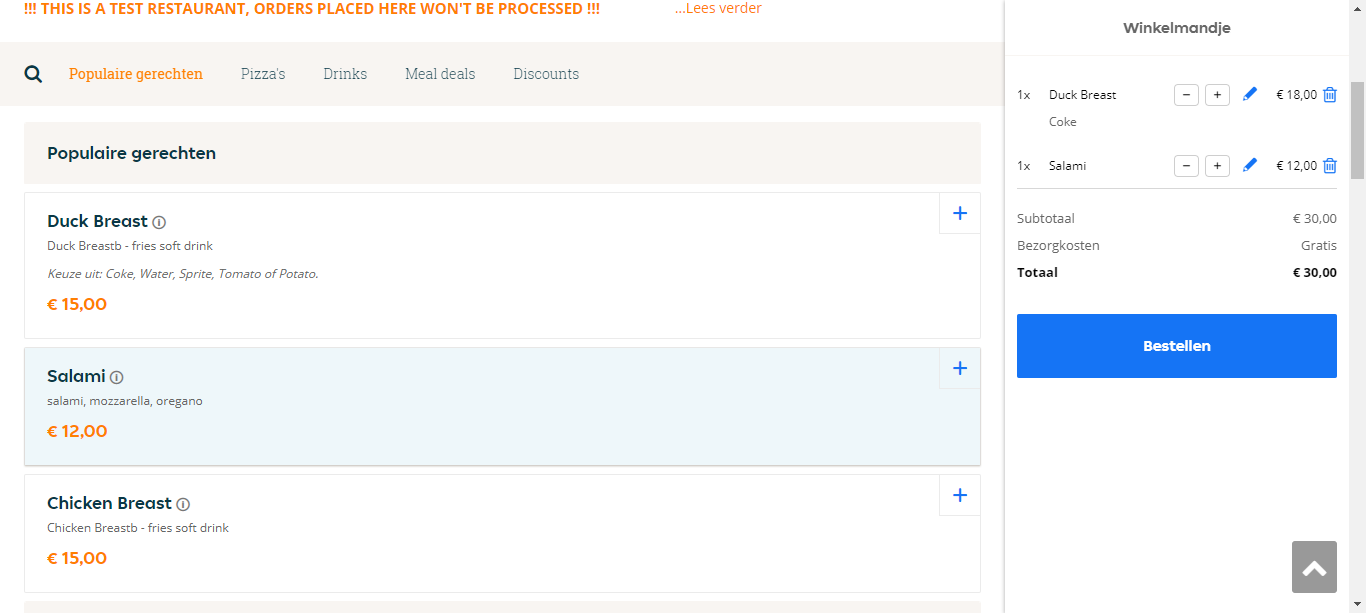 !!! THIS IS A TEST RESTAURANT, ORDERS PLACED HERE WON'T BE PROCESSED !!! ...Lees verder
Populaire gerechten Pizza's Drinks Meal deals Discounts
Populaire gerechten
Duck Breast
Duck Breastb - fries soft drink
Keuze uit: Coke, Water, Sprite, Tomato of Potato.
€ 15,00
Salami
salami, mozzarella, oregano
€ 12,00
Chicken Breast
Chicken Breastb - fries soft drink
€ 15,00
Winkelmandje
1x Duck Breast − + € 18,00
Coke
1x Salami − + € 12,00
Subtotaal € 30,00
Bezorgkosten Gratis
Totaal € 30,00
Bestellen